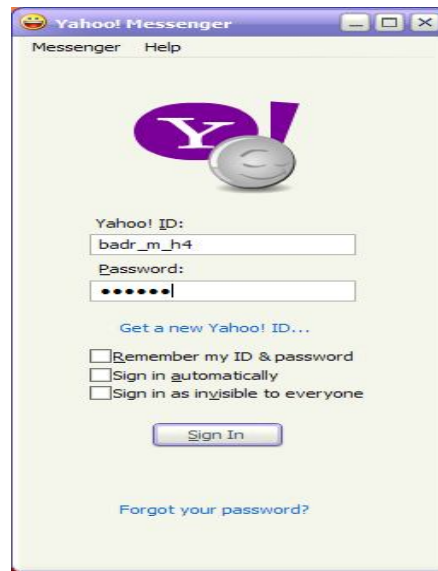 Yahoo! Messenger
Messenger Help
Y!
Yahoo! ID:
badr_m_h4
Password:
••••••
Get a new Yahoo! ID...
Remember my ID & password
Sign in automatically
Sign in as invisible to everyone
Sign In
Forgot your password?